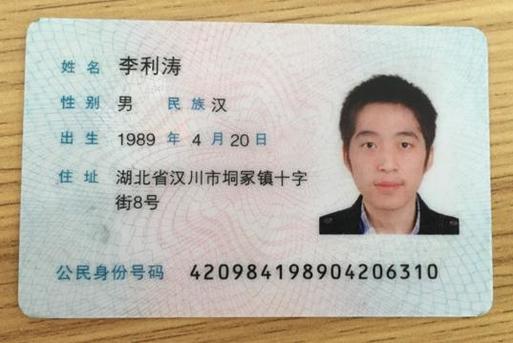 姓名 李利涛
性别 男 民族 汉
出生 1989 年 4 月 20 日
住址 湖北省汉川市垌冢镇十字
街8号
公民身份号码 420984198904206310